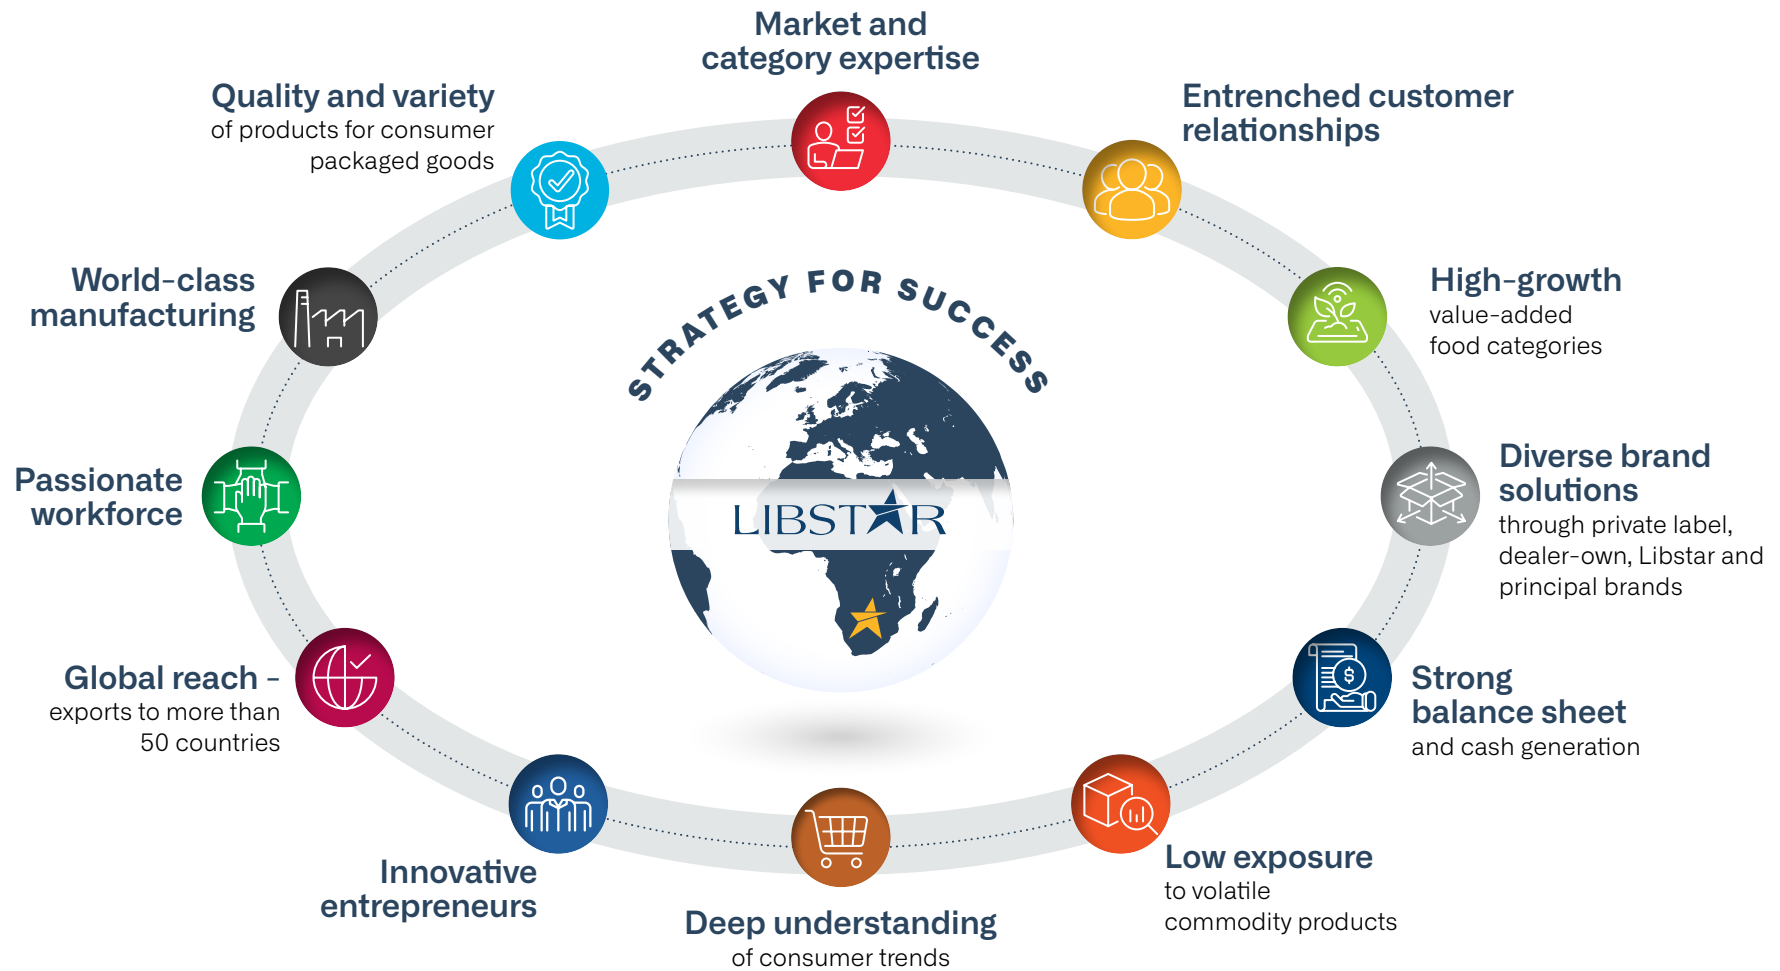 Market and
category expertise
Entrenched customer
relationships
High-growth
value-added
food categories
Diverse brand
solutions
through private label,
dealer-own, Libstar and
principal brands
Strong
balance sheet
and cash generation
Low exposure
to volatile
commodity products
Deep understanding
of consumer trends
Innovative
entrepreneurs
Global reach -
exports to more than
50 countries
Passionate
workforce
World-class
manufacturing
Quality and variety
of products for consumer
packaged goods
STRATEGY FOR SUCCESS
LIBSTAR
$